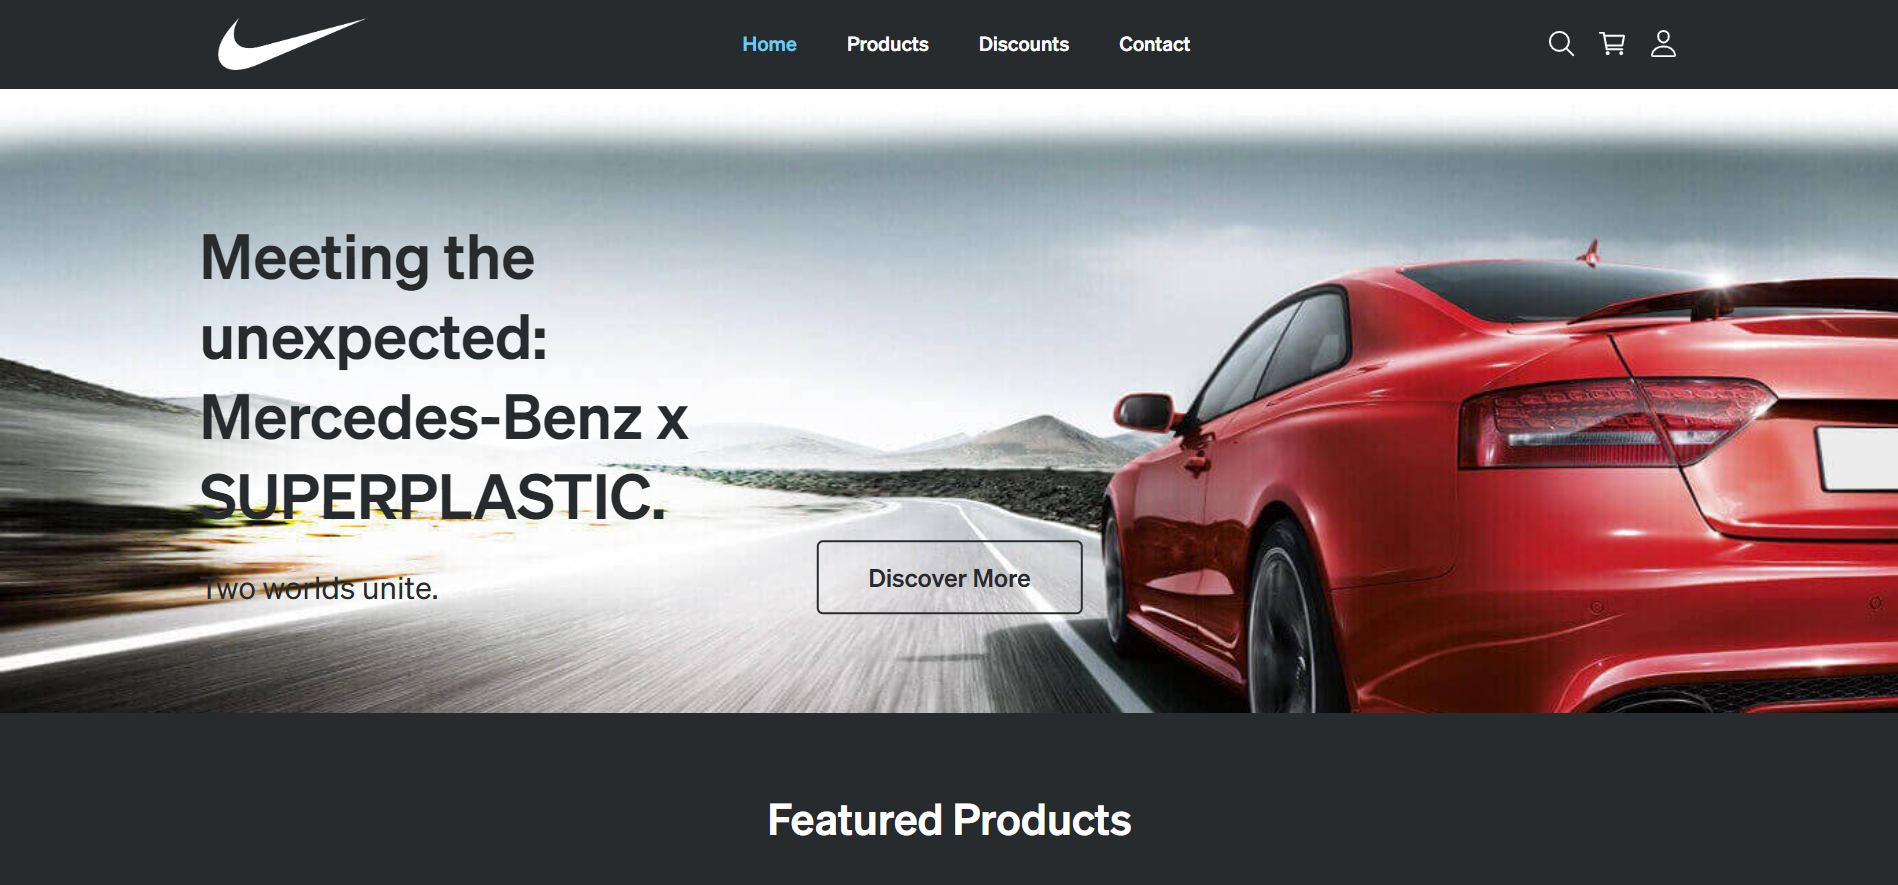 Home Products Discounts Contact
Meeting the
unexpected:
Mercedes-Benz x
SUPERPLASTIC.
Two worlds unite.
Discover More
Featured Products